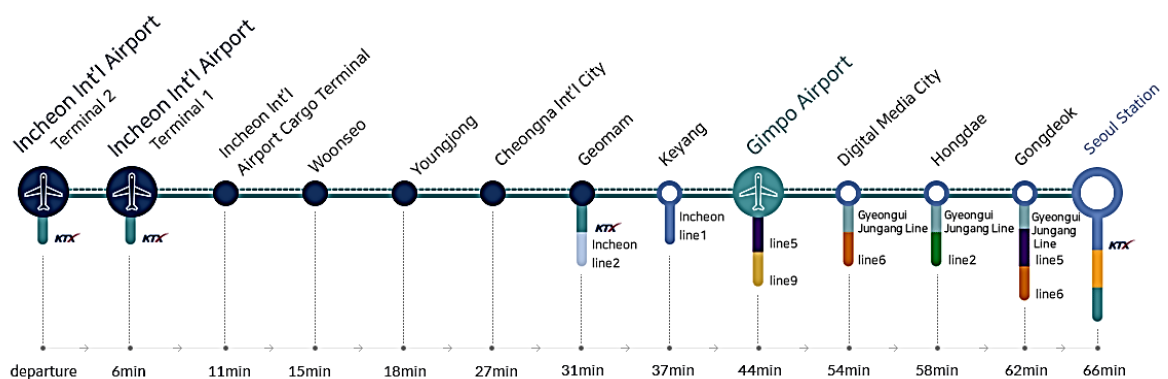 Incheon Int'l Airport
Terminal 2
Incheon Int'l Airport
Terminal 1
Incheon Int'l
Airport Cargo Terminal
Woonseo
Youngjong
Cheongna Int'l City
Geomam
Keyang
Gimpo Airport
Digital Media City
Hongdae
Gongdeok
Seoul Station
KTX
KTX
KTX
Incheon
line2
Incheon
line1
line5
line9
Gyeongui
Jungang Line
line6
Gyeongui
Jungang Line
line2
Gyeongui
Jungang
Line
line5
line6
KTX
departure
6min
11min
15min
18min
27min
31min
37min
44min
54min
58min
62min
66min